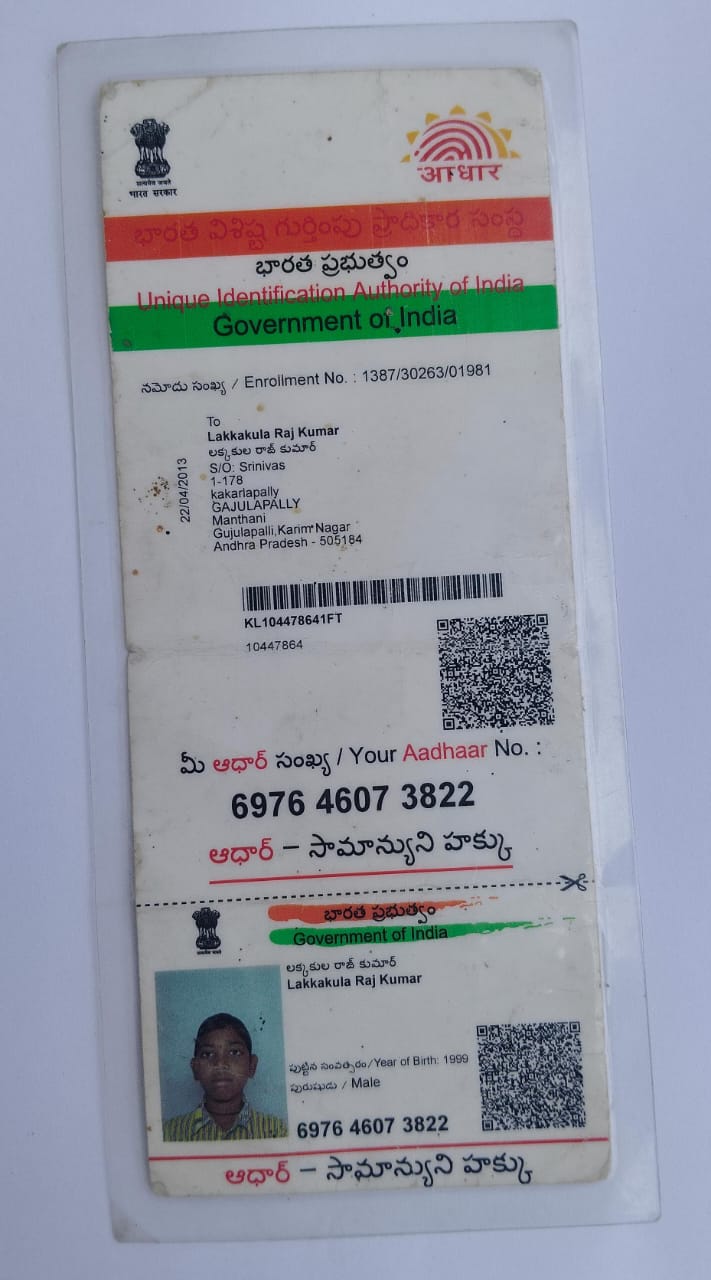 सत्यमेव जयते
भारत सरकार
आधार
భారత విశిష్ట గుర్తింపు ప్రాదికార సంస్థ
భారత ప్రభుత్వం
Unique Identification Authority of India
Government of India
నమోదు సంఖ్య / Enrollment No. : 1387/30263/01981
To
Lakkakula Raj Kumar
లక్కకుల రాజ్ కుమార్
S/O: Srinivas
1-178
kakarlapally
GAJULAPALLY
Manthani
Gujulapalli,Karim Nagar
Andhra Pradesh - 505184
22/04/2013
KL104478641FT
10447864
మీ ఆధార్ సంఖ్య / Your Aadhaar No. :
6976 4607 3822
ఆధార్ – సామాన్యుని హక్కు
భారత ప్రభుత్వం
Government of India
లక్కకుల రాజ్ కుమార్
Lakkakula Raj Kumar
పుట్టిన సంవత్సరం/Year of Birth: 1999
పురుషుడు / Male
6976 4607 3822
ఆధార్ – సామాన్యుని హక్కు